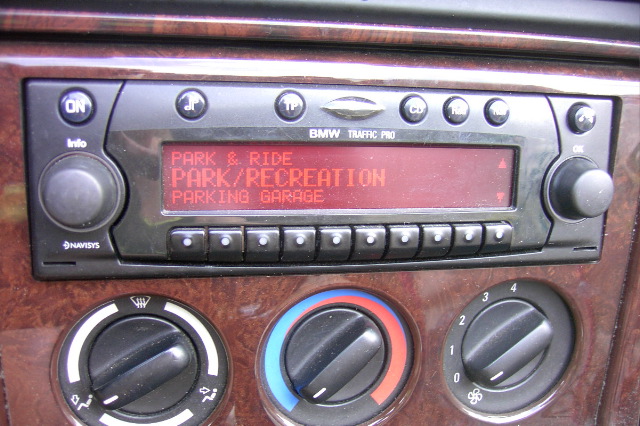 ON
TP
CD
Info
BMW TRAFFIC PRO
OK
PARK & RIDE
PARK/RECREATION
PARKING GARAGE
NAVISYS
0 1 2 3 4